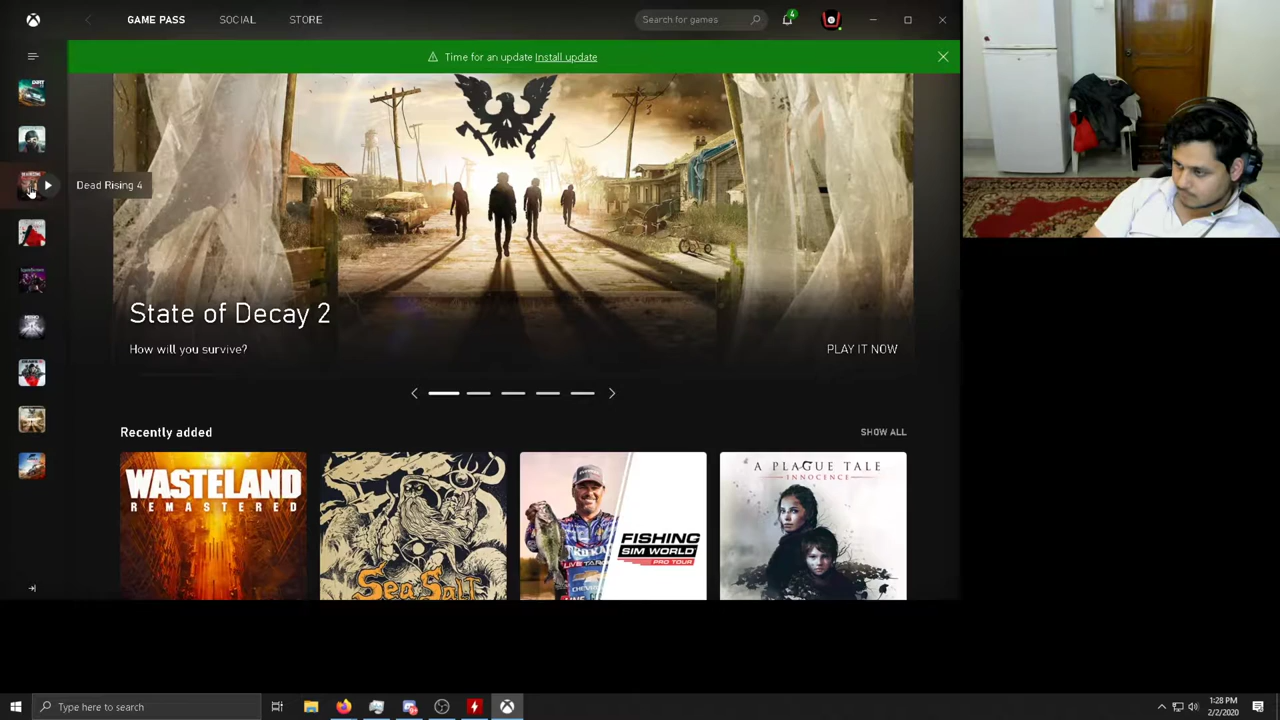 GAME PASS
SOCIAL
STORE
Search for games
4
Time for an update Install update
Dead Rising 4
State of Decay 2
How will you survive?
PLAY IT NOW
Recently added
SHOW ALL
WASTELAND
REMASTERED
Sea Salt
FISHING
SIM WORLD
PRO TOUR
A PLAGUE TALE
INNOCENCE
Type here to search
1:28 PM
2/2/2020